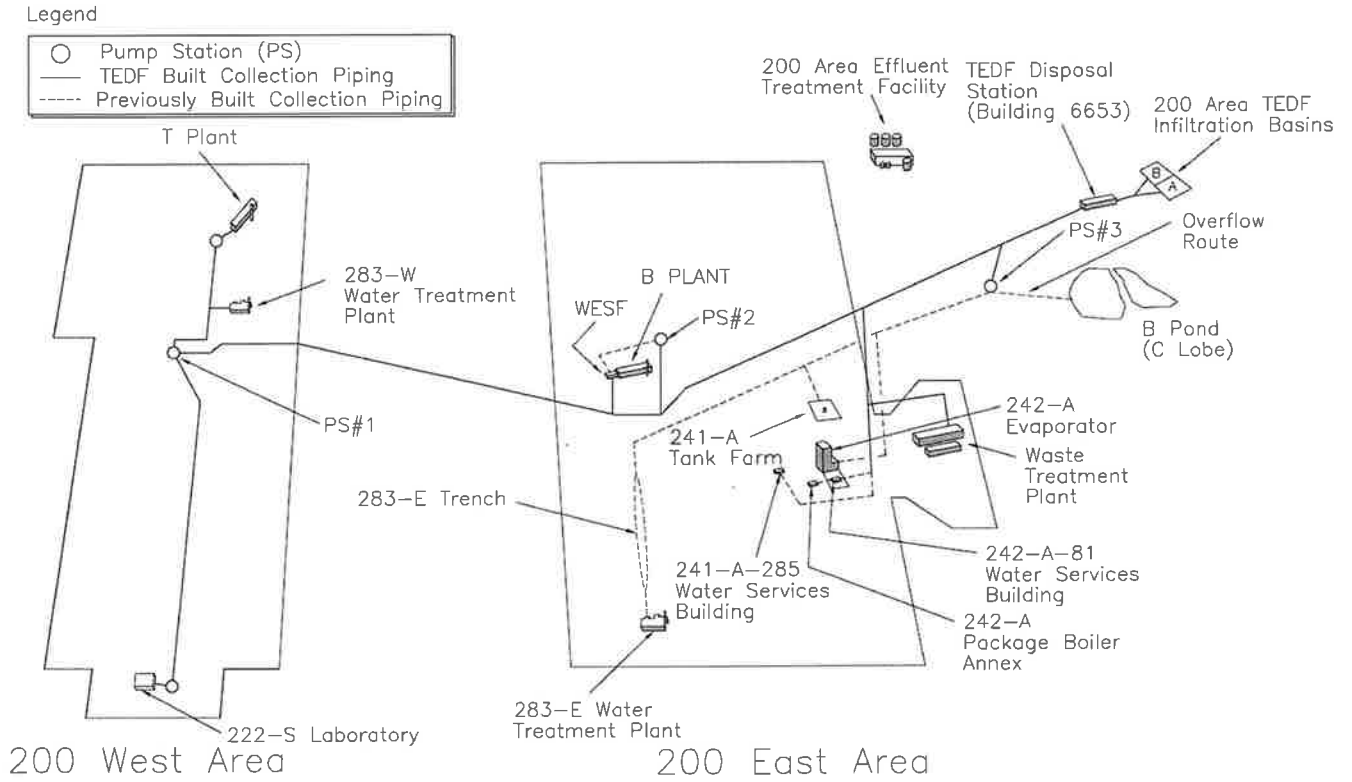 Legend
Pump Station (PS)
TEDF Built Collection Piping
Previously Built Collection Piping
T Plant
283-W
Water Treatment
Plant
PS#1
222-S Laboratory
200 West Area
200 Area Effluent
Treatment Facility
TEDF Disposal
Station
(Building 6653)
200 Area TEDF
Infiltration Basins
B
A
PS#3
Overflow
Route
B Pond
(C Lobe)
B PLANT
WESF
PS#2
241-A
Tank Farm
242-A
Evaporator
Waste
Treatment
Plant
283-E Trench
241-A-285
Water Services
Building
242-A-81
Water Services
Building
242-A
Package Boiler
Annex
283-E Water
Treatment Plant
200 East Area